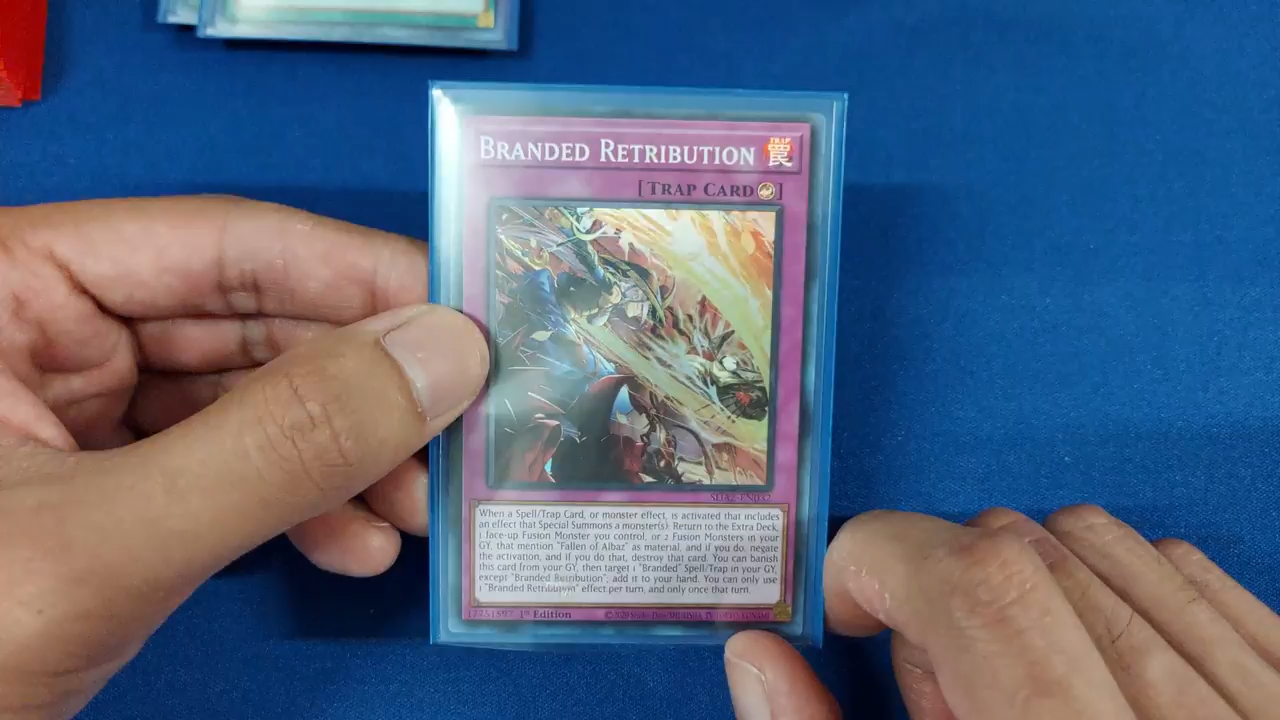 BRANDED RETRIBUTION
TRAP
罠
[TRAP CARD]
When a Spell/Trap Card, or monster effect, is activated that includes
an effect that Special Summons a monster(s): Return to the Extra Deck,
1 face-up Fusion Monster you control, or 2 Fusion Monsters in your
GY, that mention "Fallen of Albaz" as material, and if you do, negate
the activation, and if you do that, destroy that card. You can banish
this card from your GY, then target 1 "Branded" Spell/Trap in your GY,
except "Branded Retribution"; add it to your hand. You can only use
1 "Branded Retribution" effect per turn, and only once that turn.
1st Edition